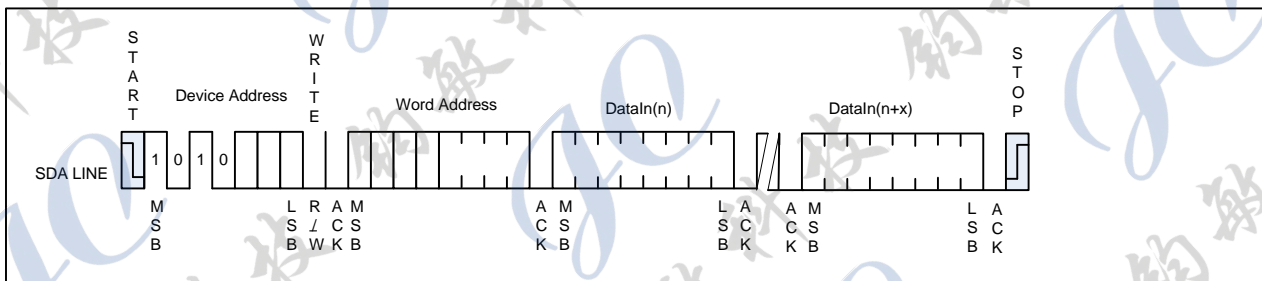 START
WRITE
STOP
Device Address
Word Address
DataIn(n)
DataIn(n+x)
SDA LINE
1 0 1 0
MSB
LSB
R/W
ACK
MSB
ACK
MSB
LSB
ACK
ACK
MSB
LSB
ACK